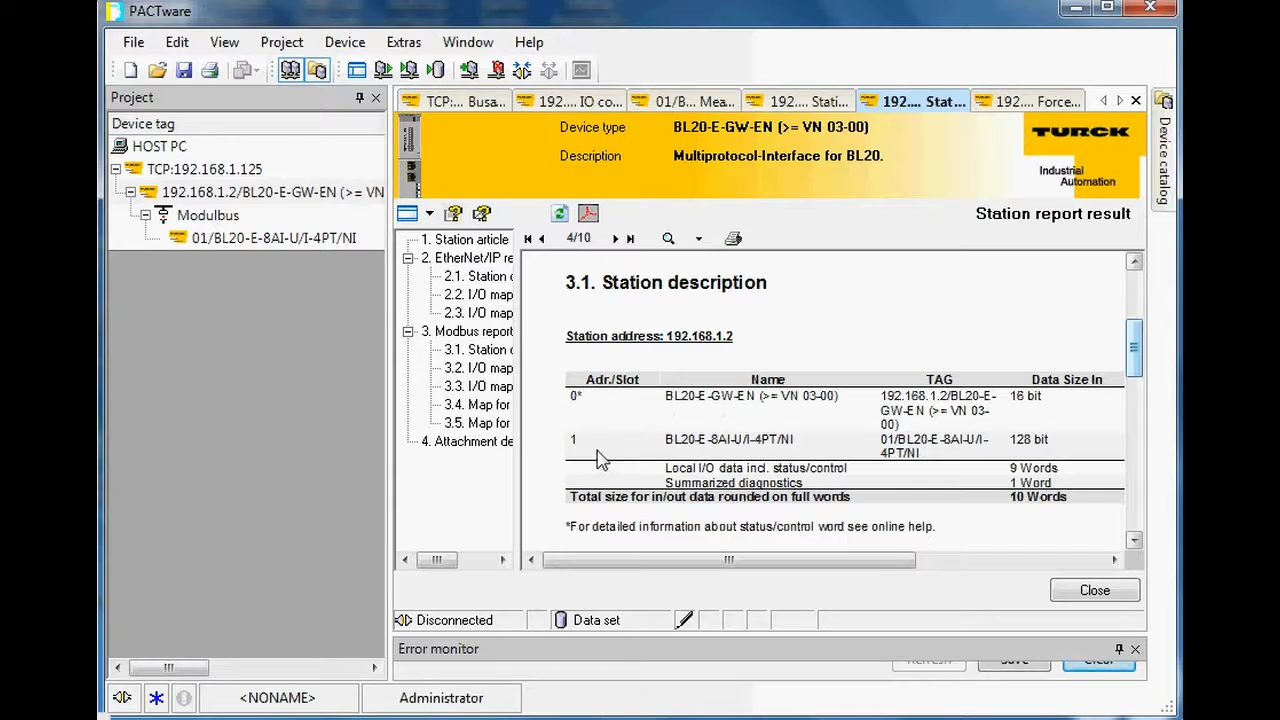 PACTware
File Edit View Project Device Extras Window Help
Project
Device tag
HOST PC
TCP:192.168.1.125
192.168.1.2/BL20-E-GW-EN (>= VN
Modulbus
01/BL20-E-8AI-U/I-4PT/NI
TCP:... Busa... 192.... IO co... 01/B... Mea... 192.... Stati... 192.... Stat... 192.... Force...
Device catalog
Device type BL20-E-GW-EN (>= VN 03-00)
Description Multiprotocol-Interface for BL20.
TURCK
Industrial
Automation
Station report result
4/10
1. Station article
2. EtherNet/IP re
2.1. Station d
2.2. I/O map
2.3. I/O map
3. Modbus report
3.1. Station d
3.2. I/O map
3.3. I/O map
3.4. Map for
3.5. Map for
4. Attachment de
3.1. Station description
Station address: 192.168.1.2
Adr./Slot Name TAG Data Size In
0* BL20-E-GW-EN (>= VN 03-00) 192.168.1.2/BL20-E- 16 bit
GW-EN (>= VN 03-
00)
1 BL20-E-8AI-U/I-4PT/NI 01/BL20-E-8AI-U/I- 128 bit
4PT/NI
Local I/O data incl. status/control 9 Words
Summarized diagnostics 1 Word
Total size for in/out data rounded on full words 10 Words
*For detailed information about status/control word see online help.
Close
Disconnected Data set
Error monitor
Refresh Save Clear
<NONAME> Administrator